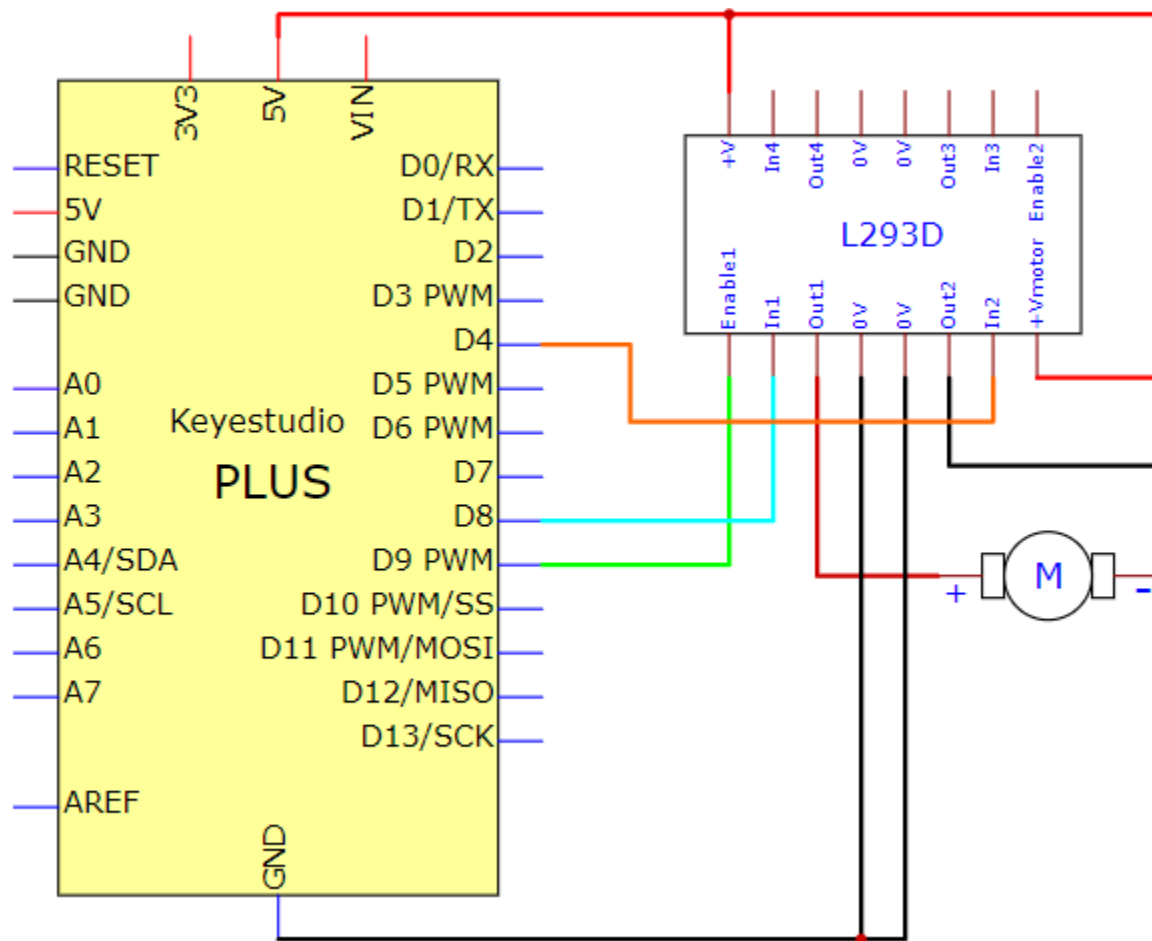 3V3
5V
VIN
RESET
5V
GND
GND
A0
A1
A2
A3
A4/SDA
A5/SCL
A6
A7
AREF
D0/RX
D1/TX
D2
D3 PWM
D4
D5 PWM
D6 PWM
D7
D8
D9 PWM
D10 PWM/SS
D11 PWM/MOSI
D12/MISO
D13/SCK
Keyestudio
PLUS
GND
+V
In4
Out4
0V
0V
Out3
In3
Enable2
L293D
Enable1
In1
Out1
0V
0V
Out2
In2
+Vmotor
+
M
-